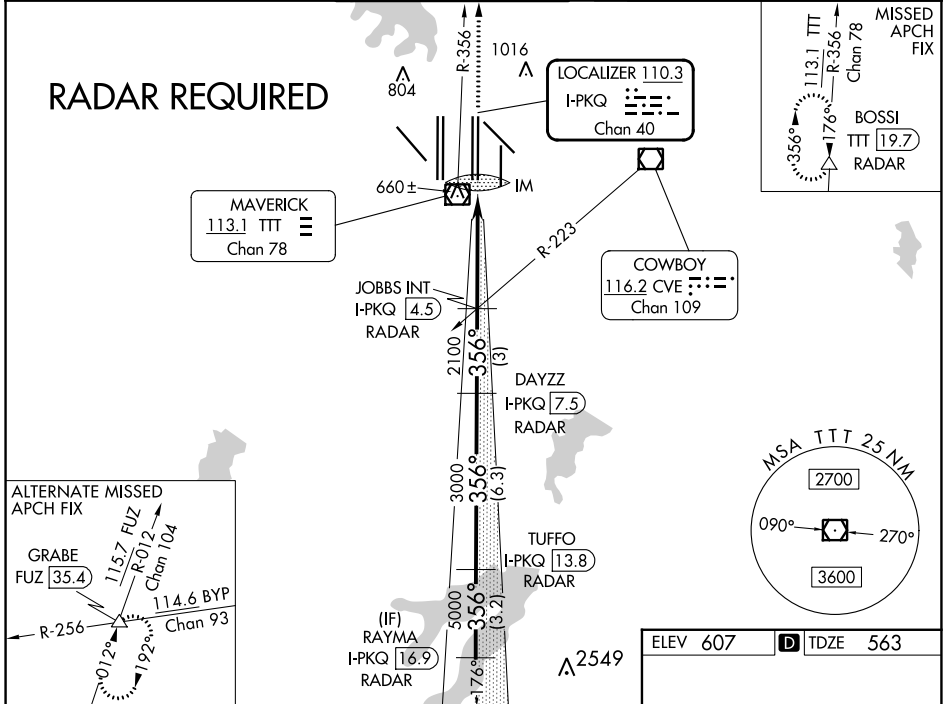 RADAR REQUIRED
R-356
1016
804
LOCALIZER 110.3
I-PKQ
Chan 40
MISSED
APCH
FIX
113.1 TTT
R-356
Chan 78
356°
176°
BOSSI
TTT 19.7
RADAR
660 ±
IM
MAVERICK
113.1 TTT
Chan 78
R-223
COWBOY
116.2 CVE
Chan 109
JOBBS INT
I-PKQ 4.5
RADAR
2100
356°
(3)
DAYZZ
I-PKQ 7.5
RADAR
3000
356°
(6.3)
TUFFO
I-PKQ 13.8
RADAR
5000
356°
(3.2)
(IF)
RAYMA
I-PKQ 16.9
RADAR
176°
2549
MSA TTT 25 NM
2700
090°
270°
3600
ALTERNATE MISSED
APCH FIX
GRABE
FUZ 35.4
115.7 FUZ
R-012
Chan 104
114.6 BYP
Chan 93
R-256
012°
192°
ELEV 607 D TDZE 563